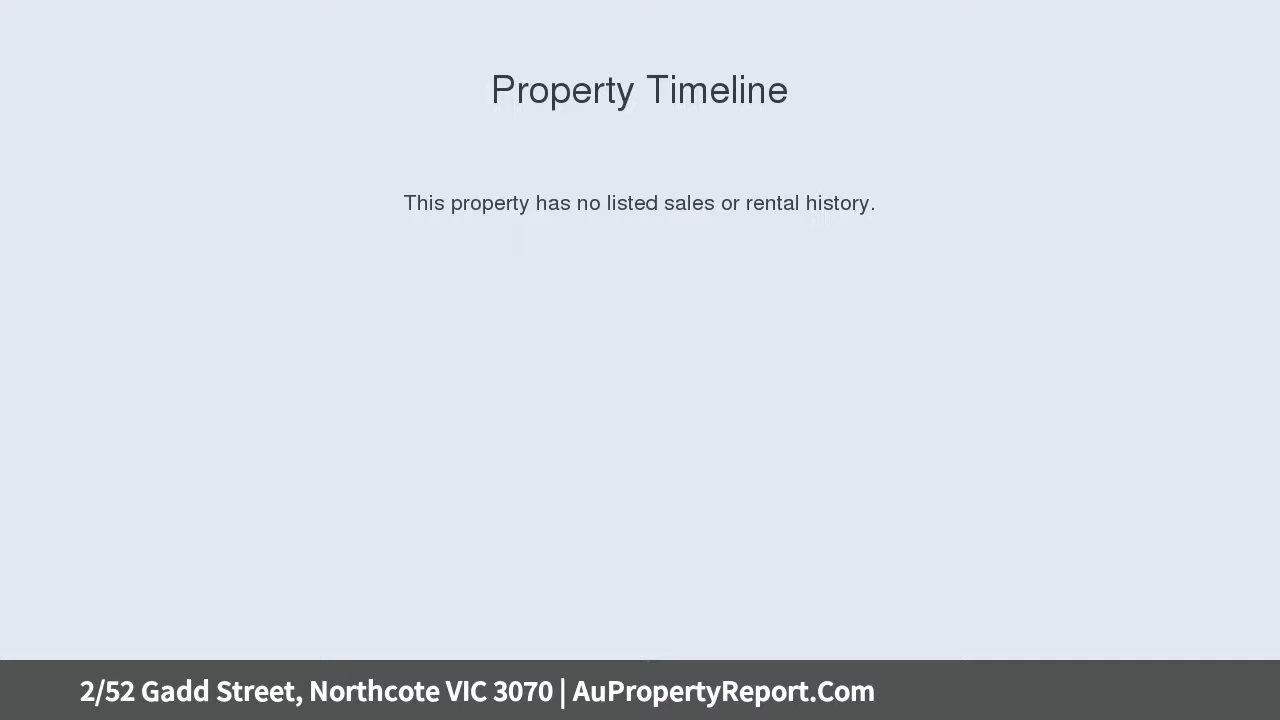 Property Timeline
This property has no listed sales or rental history.
2/52 Gadd Street, Northcote VIC 3070 | AuPropertyReport.Com